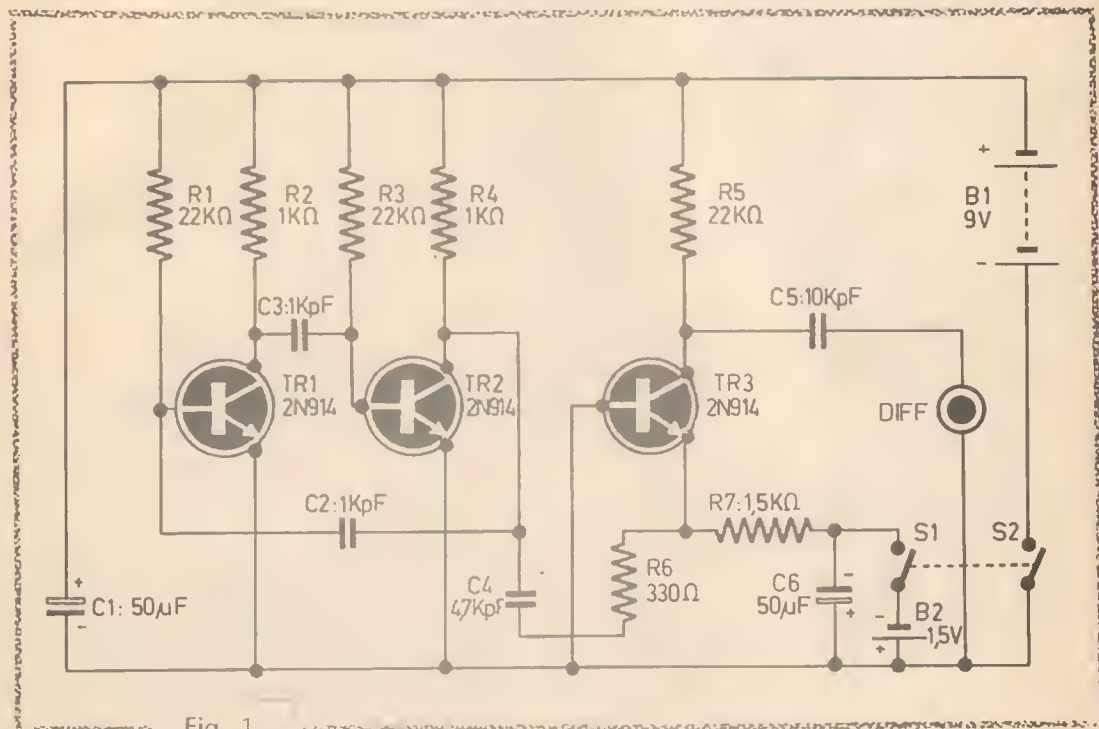 R1
22KΩ
R2
1KΩ
R3
22KΩ
R4
1KΩ
R5
22KΩ
+
B1
9V
-
C3:1KpF
C5:10KpF
TR1
2N914
TR2
2N914
TR3
2N914
DIFF
C2:1KpF
R7:1,5KΩ
S1
S2
+
C1: 50µF
-
C4
4,7KpF
R6
330Ω
-
C6
50µF
+
-
B2
1,5V
+
Fig. 1